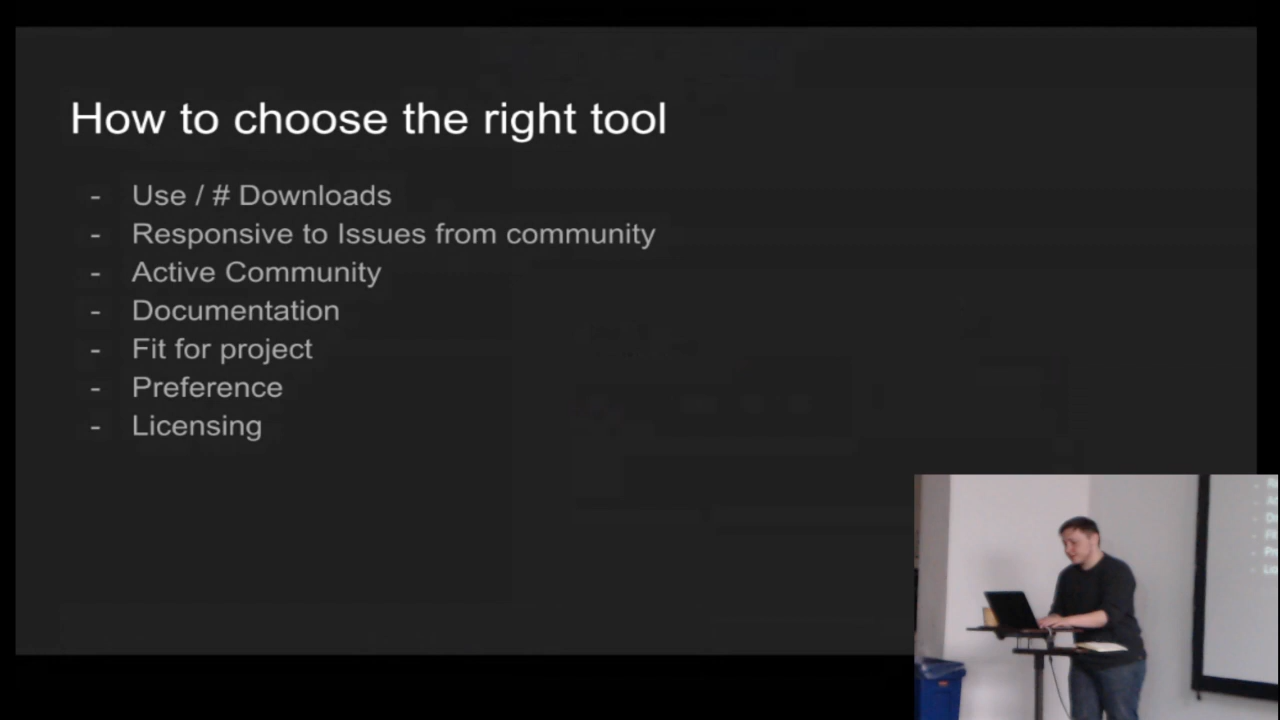 How to choose the right tool
- Use / # Downloads
- Responsive to Issues from community
- Active Community
- Documentation
- Fit for project
- Preference
- Licensing